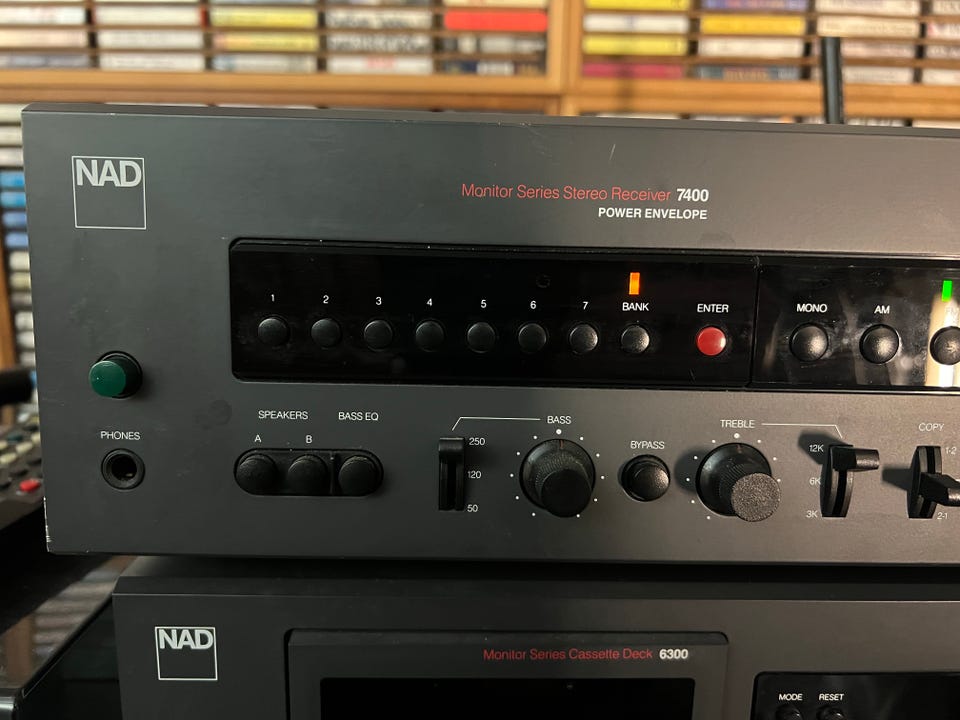 NAD
Monitor Series Stereo Receiver 7400
POWER ENVELOPE
1 2 3 4 5 6 7 BANK ENTER MONO AM
PHONES
SPEAKERS BASS EQ
A B
BASS
250
120
50
BYPASS
TREBLE
12K
6K
3K
COPY
1-2
2-1
NAD
Monitor Series Cassette Deck 6300
MODE RESET